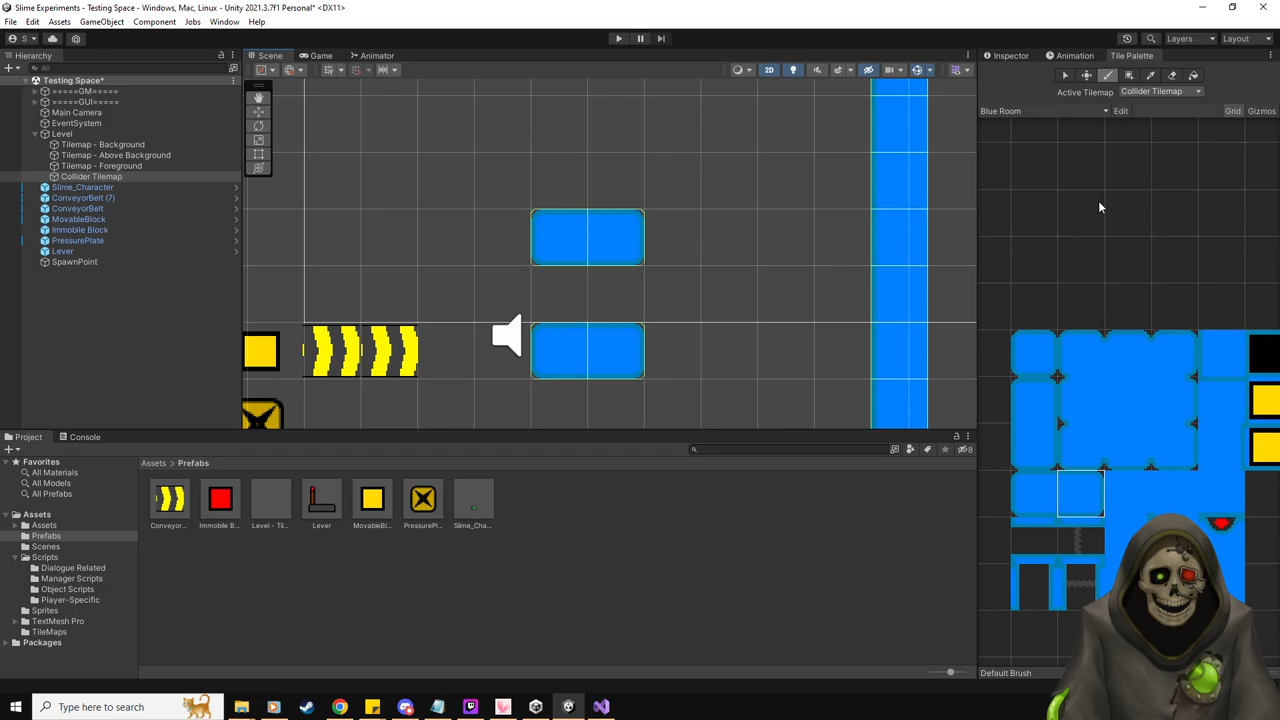 Slime Experiments - Testing Space - Windows, Mac, Linux - Unity 2021.3.7f1 Personal* <DX11>
File Edit Assets GameObject Component Jobs Window Help
S
Layers Layout
Hierarchy
All
Testing Space*
=====GM=====
=====GUI=====
Main Camera
EventSystem
Level
Tilemap - Background
Tilemap - Above Background
Tilemap - Foreground
Collider Tilemap
Slime_Character
ConveyorBelt (7)
ConveyorBelt
MovableBlock
Immobile Block
PressurePlate
Lever
SpawnPoint
Scene Game Animator
2D
Inspector Animation Tile Palette
Active Tilemap Collider Tilemap
Blue Room Edit Grid Gizmos
Default Brush
Project Console
8
Favorites
All Materials
All Models
All Prefabs
Assets
Assets
Prefabs
Scenes
Scripts
Dialogue Related
Manager Scripts
Object Scripts
Player-Specific
Sprites
TextMesh Pro
TileMaps
Packages
Assets > Prefabs
Conveyor... Immobile B... Level - Til... Lever MovableBl... PressurePl... Slime_Cha...
Type here to search